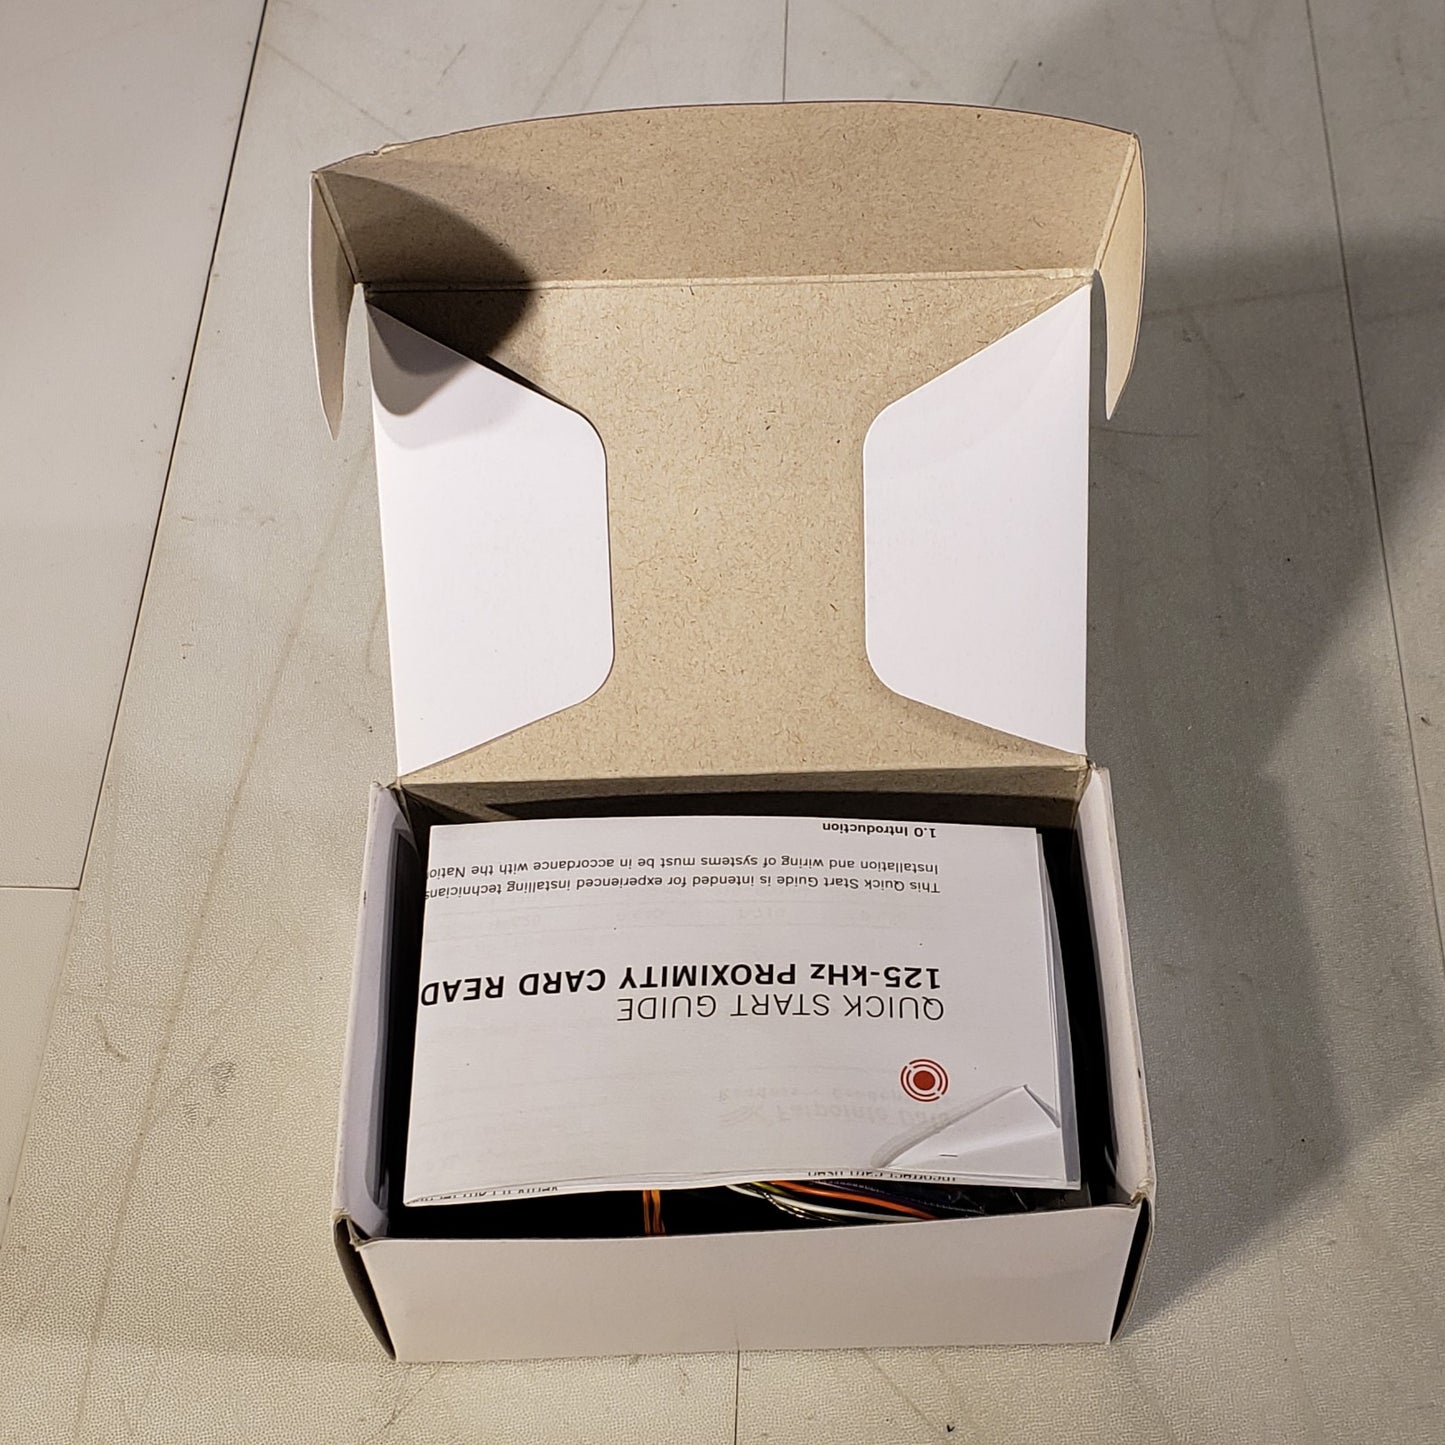 QUICK START GUIDE
125-kHz PROXIMITY CARD READ
This Quick Start Guide is intended for experienced installing technicians
Installation and wiring of systems must be in accordance with the Natio
1.0 Introduction